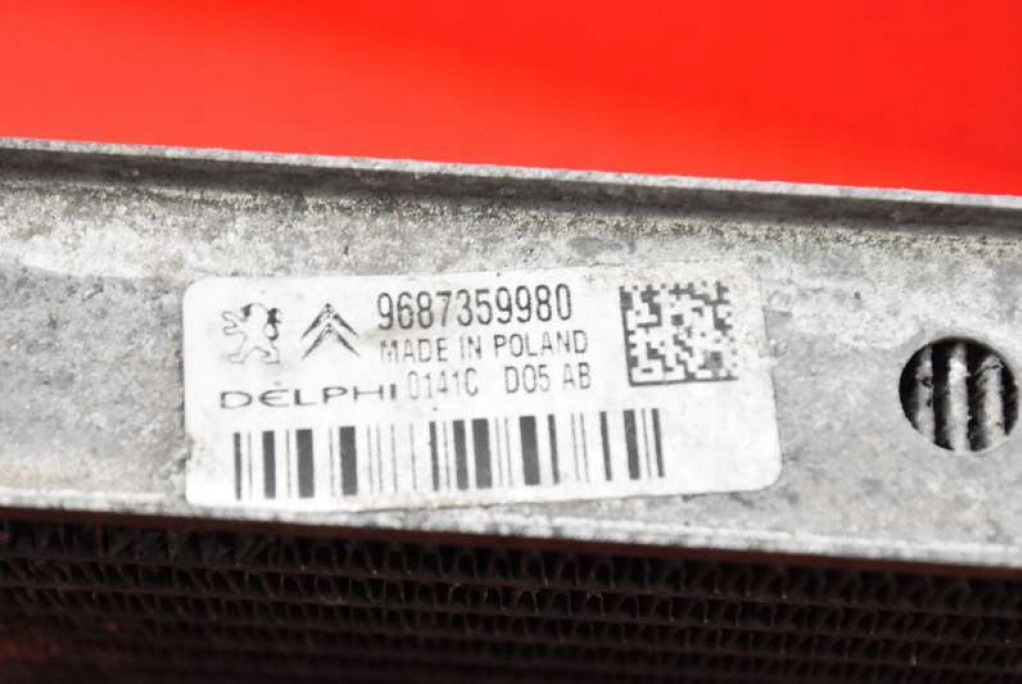 9687359980
MADE IN POLAND
DELPHI 0141C D05 AB